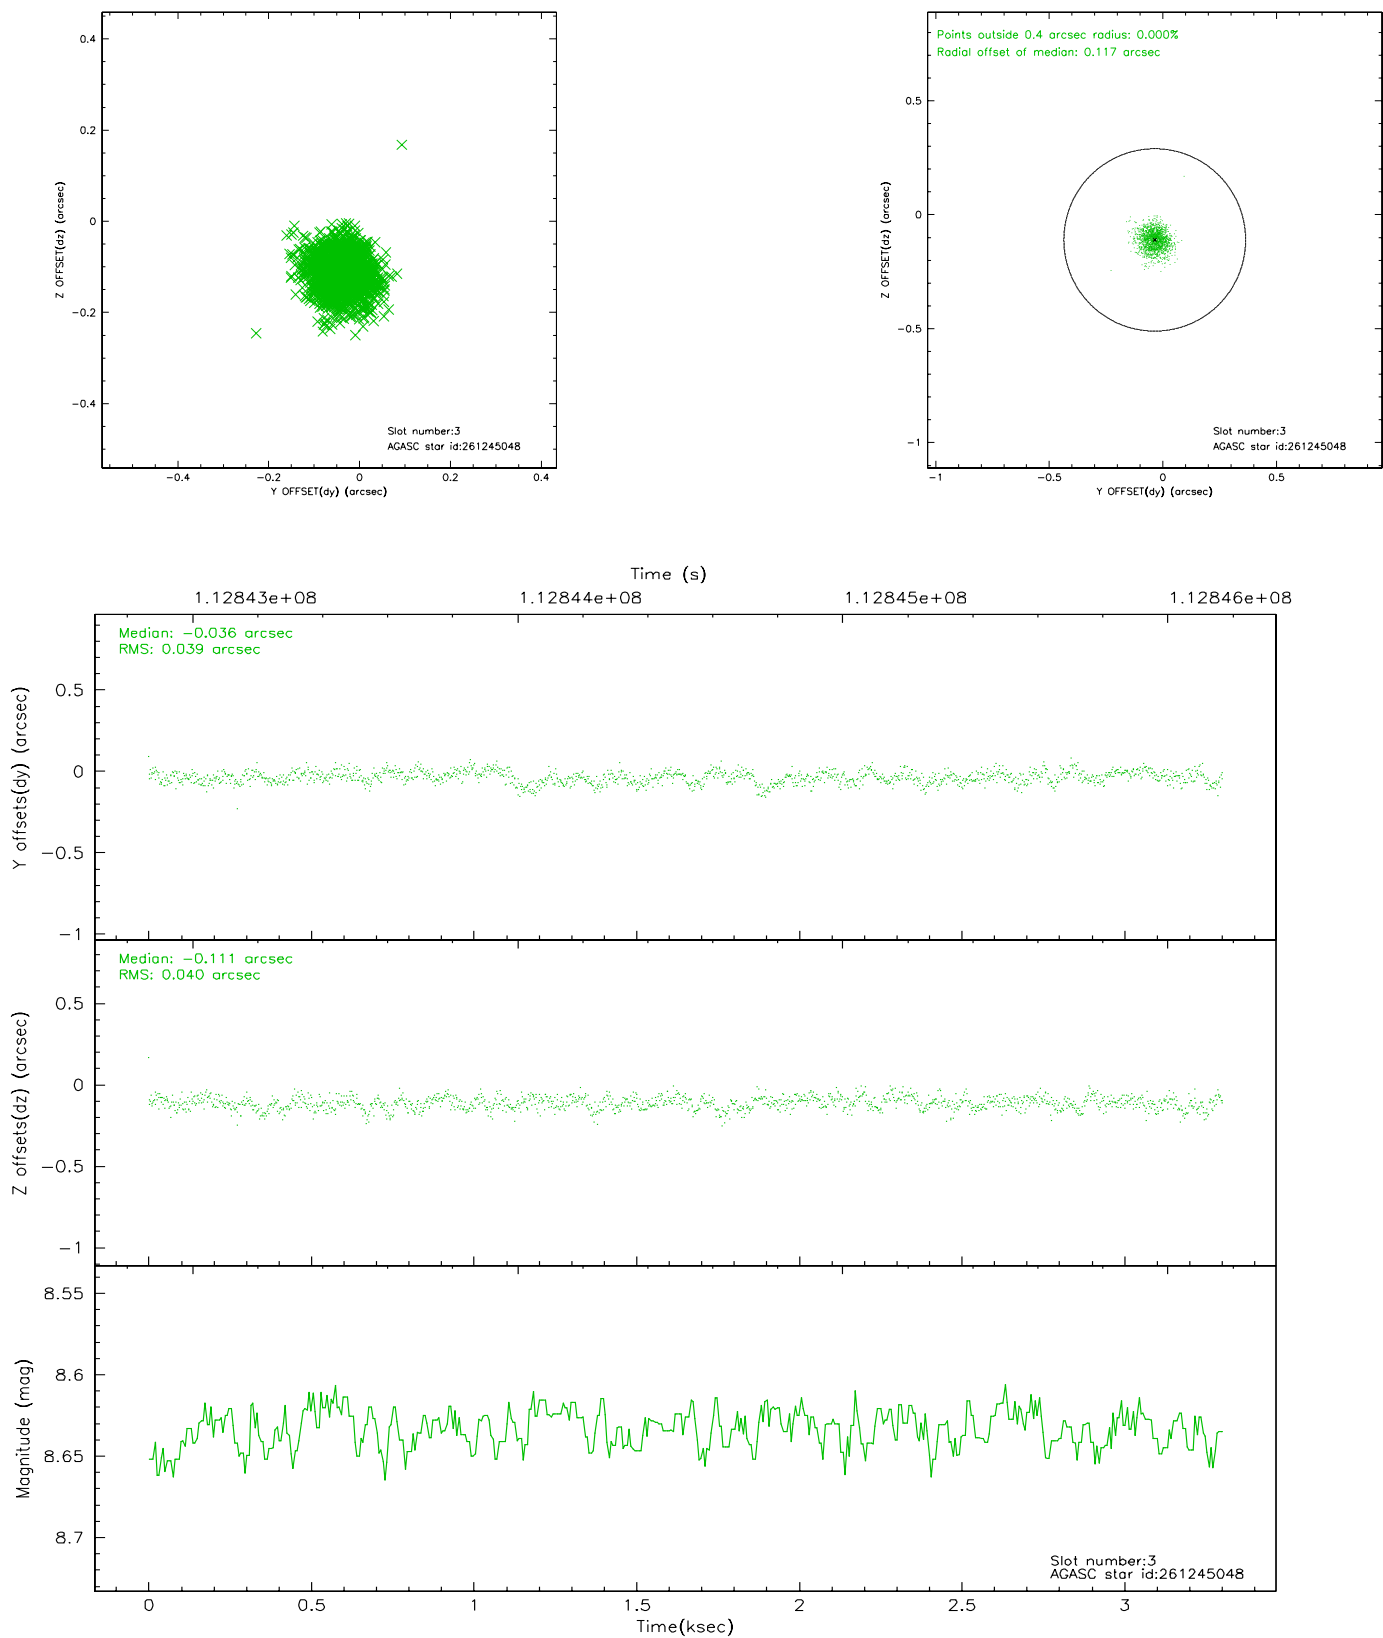 0.4
0.2
0
−0.2
−0.4
Z OFFSET(dz) (arcsec)
−0.4
−0.2
0
0.2
0.4
Y OFFSET(dy) (arcsec)
Slot number:3
AGASC star id:261245048
Points outside 0.4 arcsec radius: 0.000%
Radial offset of median: 0.117 arcsec
0.5
0
−0.5
−1
Z OFFSET(dz) (arcsec)
−1
−0.5
0
0.5
Y OFFSET(dy) (arcsec)
Slot number:3
AGASC star id:261245048
Time (s)
1.12843e+08
1.12844e+08
1.12845e+08
1.12846e+08
Median: −0.036 arcsec
RMS: 0.039 arcsec
0.5
0
−0.5
−1
Y offsets(dy) (arcsec)
Median: −0.111 arcsec
RMS: 0.040 arcsec
0.5
0
−0.5
−1
Z offsets(dz) (arcsec)
8.55
8.6
8.65
8.7
Magnitude (mag)
Slot number:3
AGASC star id:261245048
0
0.5
1
1.5
2
2.5
3
Time(ksec)